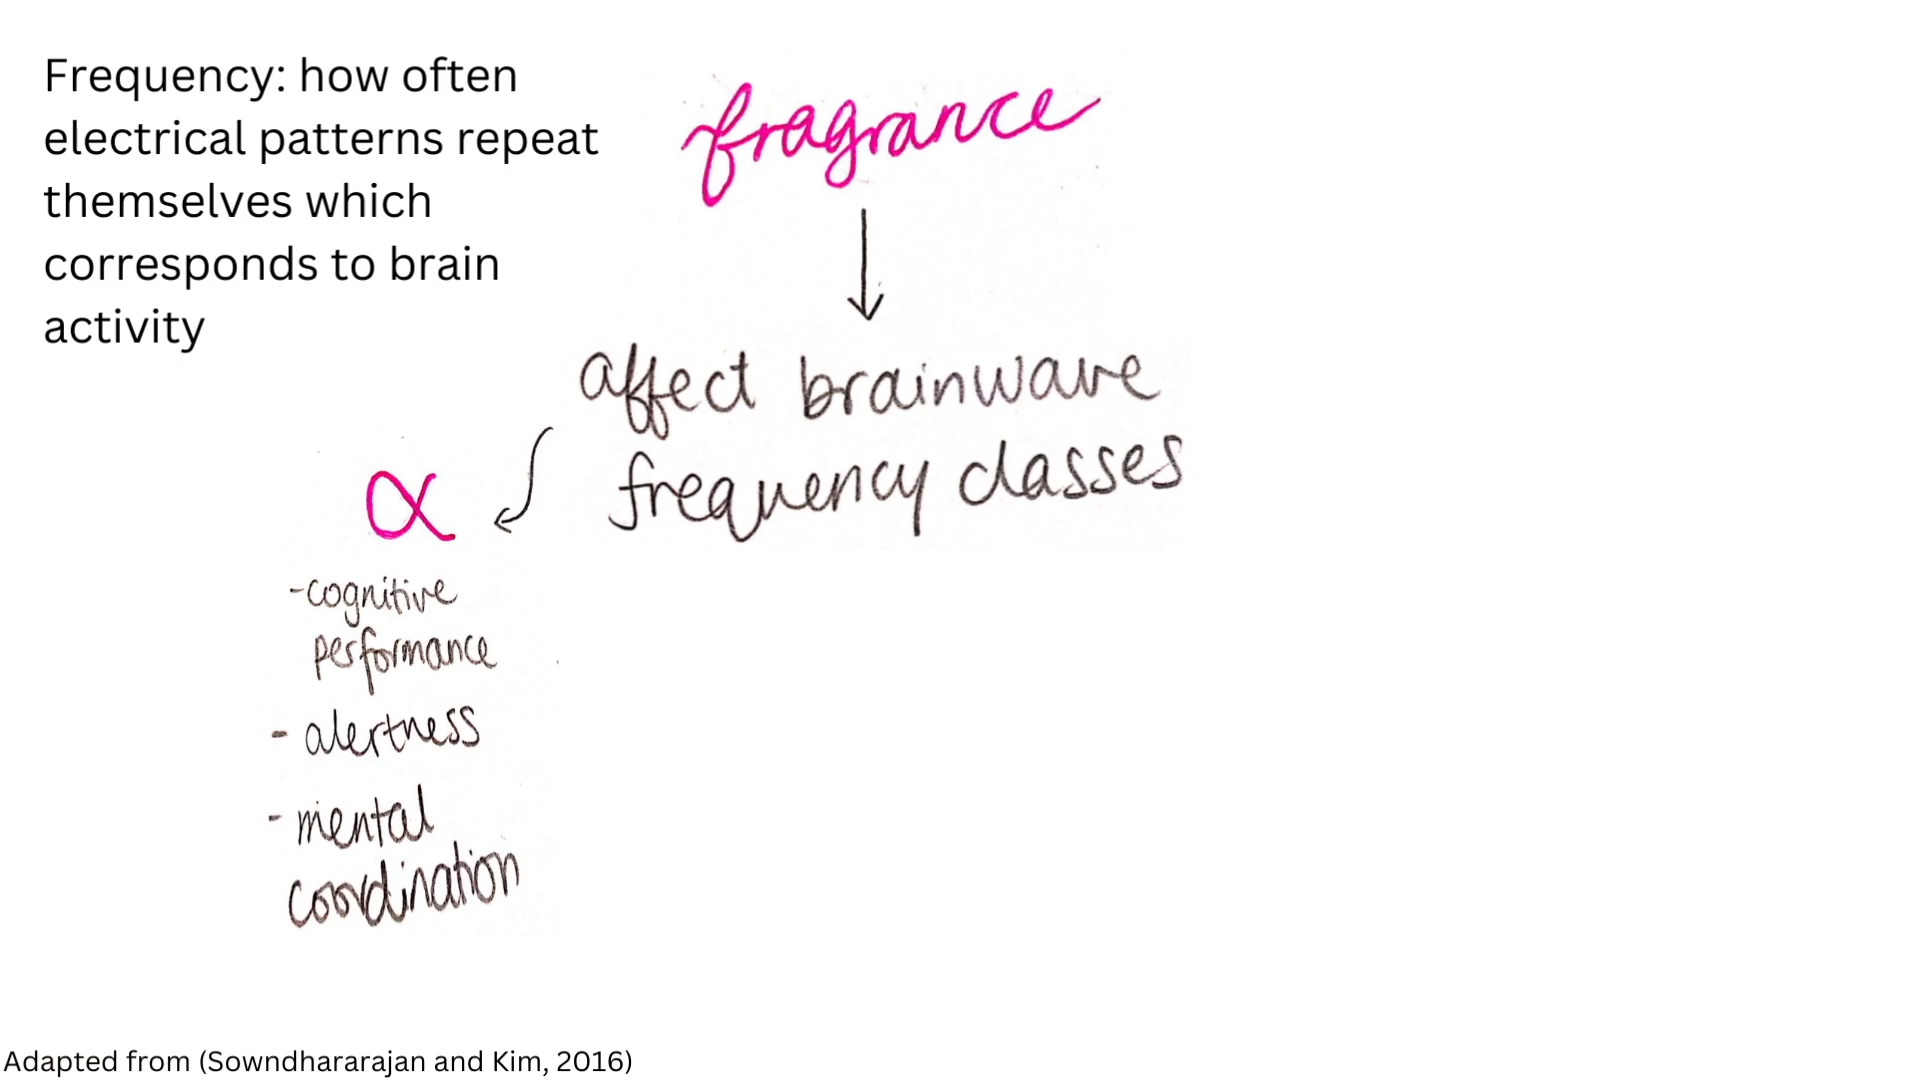 Frequency: how often
electrical patterns repeat
themselves which
corresponds to brain
activity
fragrance
affect brainwave
frequency classes
α
-cognitive
performance
- alertness
- mental
coordination
Adapted from (Sowndhararajan and Kim, 2016)